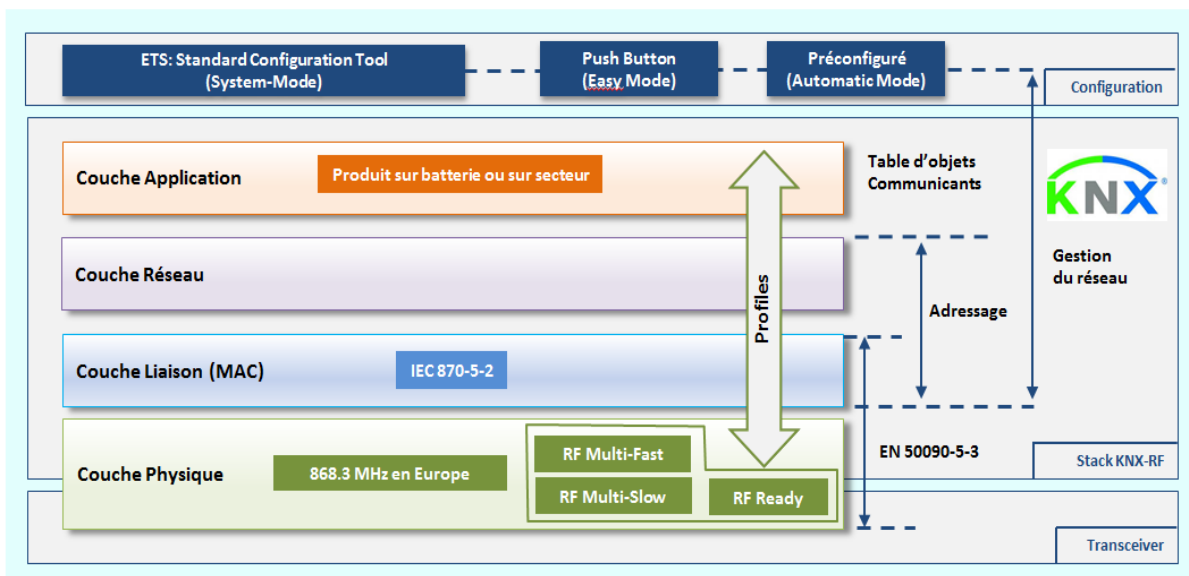 ETS: Standard Configuration Tool
(System-Mode)
Push Button
(Easy Mode)
Préconfiguré
(Automatic Mode)
Configuration
Couche Application
Produit sur batterie ou sur secteur
Table d'objets
Communicants
KNX®
Couche Réseau
Profiles
Gestion
du réseau
Adressage
Couche Liaison (MAC)
IEC 870-5-2
Couche Physique
868.3 MHz en Europe
RF Multi-Fast
RF Multi-Slow
RF Ready
EN 50090-5-3
Stack KNX-RF
Transceiver